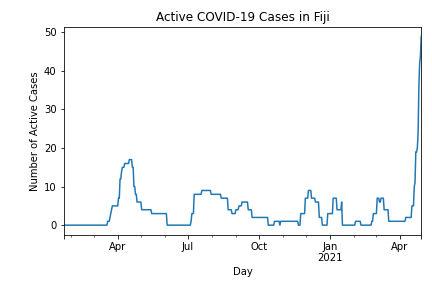 Active COVID-19 Cases in Fiji
50
40
30
20
10
0
Number of Active Cases
Apr Jul Oct Jan Apr
2021
Day